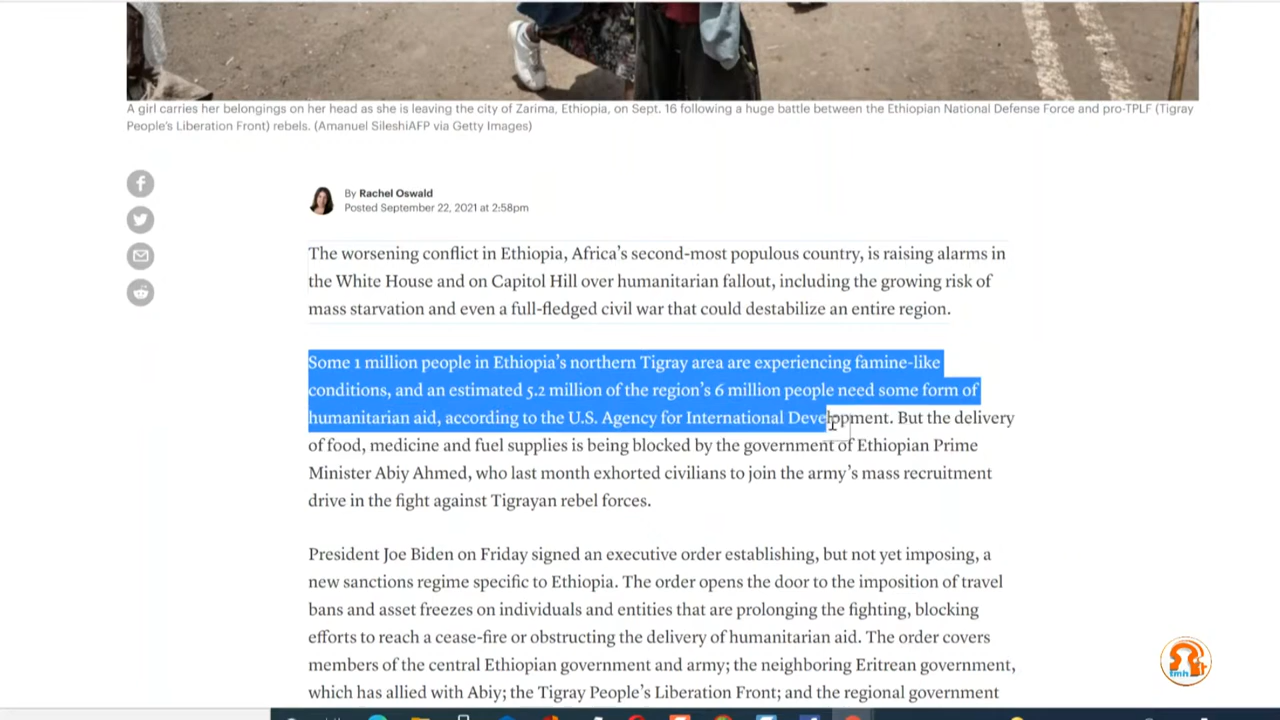 A girl carries her belongings on her head as she is leaving the city of Zarima, Ethiopia, on Sept. 16 following a huge battle between the Ethiopian National Defense Force and pro-TPLF (Tigray
People's Liberation Front) rebels. (Amanuel SileshiAFP via Getty Images)
By Rachel Oswald
Posted September 22, 2021 at 2:58pm
The worsening conflict in Ethiopia, Africa's second-most populous country, is raising alarms in
the White House and on Capitol Hill over humanitarian fallout, including the growing risk of
mass starvation and even a full-fledged civil war that could destabilize an entire region.
Some 1 million people in Ethiopia's northern Tigray area are experiencing famine-like
conditions, and an estimated 5.2 million of the region's 6 million people need some form of
humanitarian aid, according to the U.S. Agency for International Development. But the delivery
of food, medicine and fuel supplies is being blocked by the government of Ethiopian Prime
Minister Abiy Ahmed, who last month exhorted civilians to join the army's mass recruitment
drive in the fight against Tigrayan rebel forces.
President Joe Biden on Friday signed an executive order establishing, but not yet imposing, a
new sanctions regime specific to Ethiopia. The order opens the door to the imposition of travel
bans and asset freezes on individuals and entities that are prolonging the fighting, blocking
efforts to reach a cease-fire or obstructing the delivery of humanitarian aid. The order covers
members of the central Ethiopian government and army; the neighboring Eritrean government,
which has allied with Abiy; the Tigray People's Liberation Front; and the regional government
tmh